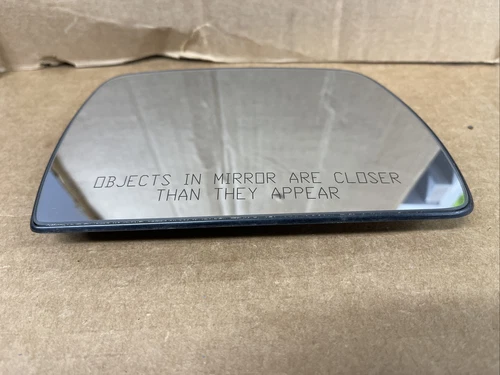 OBJECTS IN MIRROR ARE CLOSER
THAN THEY APPEAR